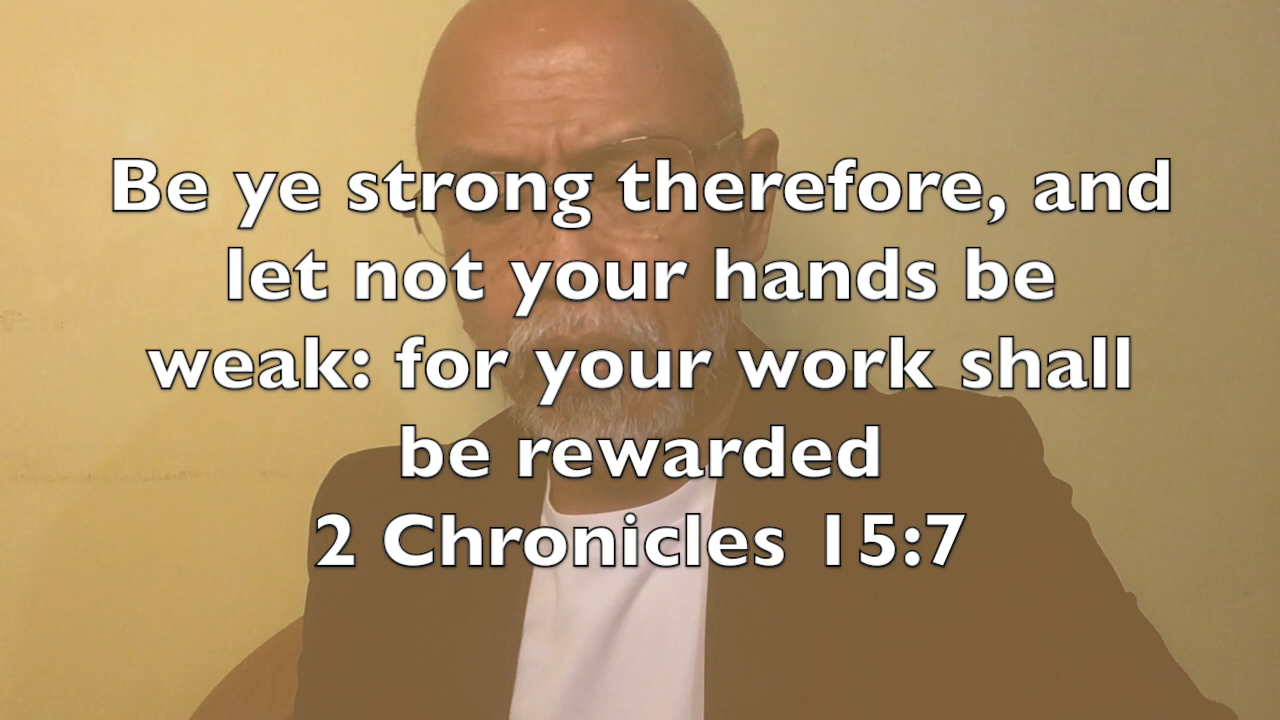 Be ye strong therefore, and
let not your hands be
weak: for your work shall
be rewarded
2 Chronicles 15:7